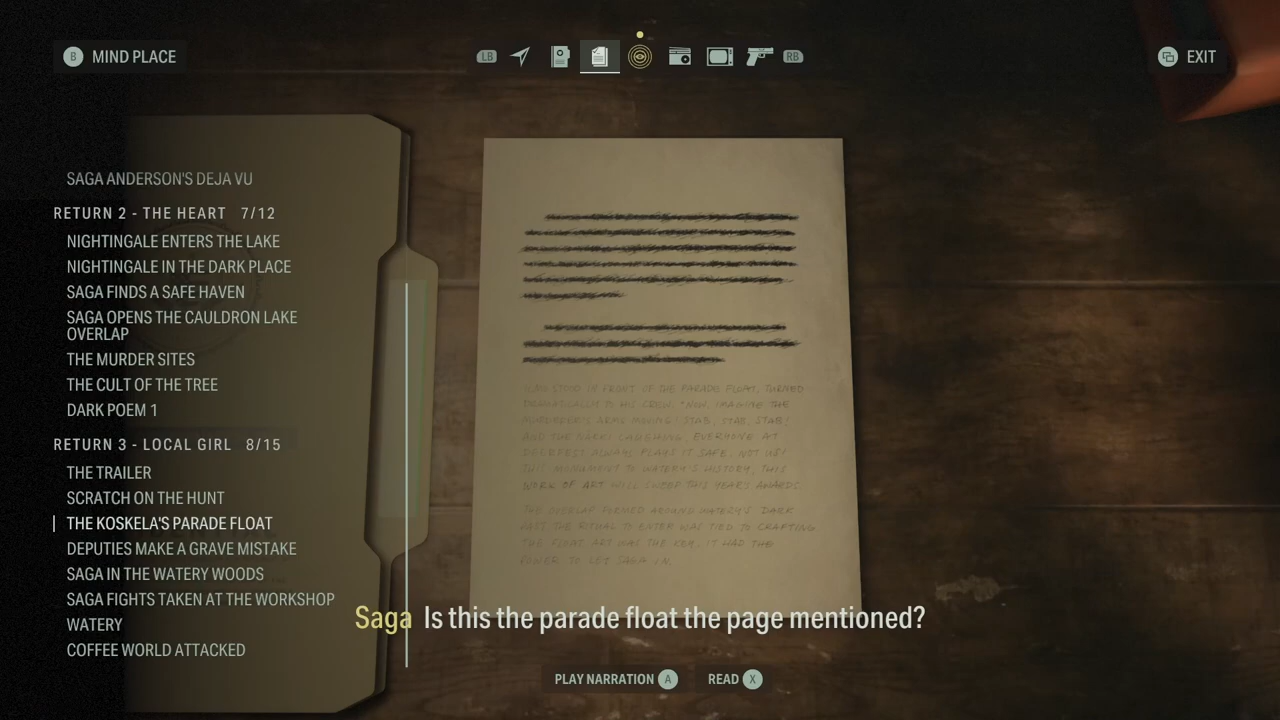 B MIND PLACE
LB
RB
EXIT
SAGA ANDERSON'S DEJA VU
RETURN 2 - THE HEART 7/12
NIGHTINGALE ENTERS THE LAKE
NIGHTINGALE IN THE DARK PLACE
SAGA FINDS A SAFE HAVEN
SAGA OPENS THE CAULDRON LAKE
OVERLAP
THE MURDER SITES
THE CULT OF THE TREE
DARK POEM 1
RETURN 3 - LOCAL GIRL 8/15
THE TRAILER
SCRATCH ON THE HUNT
THE KOSKELA'S PARADE FLOAT
DEPUTIES MAKE A GRAVE MISTAKE
SAGA IN THE WATERY WOODS
SAGA FIGHTS TAKEN AT THE WORKSHOP
WATERY
COFFEE WORLD ATTACKED
ILMO STOOD IN FRONT OF THE PARADE FLOAT, TURNED
DRAMATICALLY TO HIS CREW: "NOW, IMAGINE THE
MURDERER'S ARMS MOVING! STAB, STAB, STAB!
AND THE NÄKKI LAUGHING, EVERYONE AT
DEERFEST ALWAYS PLAYS IT SAFE. NOT US!
THIS MONUMENT TO WATERY'S HISTORY, THIS
WORK OF ART WILL SWEEP THIS YEAR'S AWARDS
THE OVERLAP FORMED AROUND WATERY'S DARK
PAST. THE RITUAL TO ENTER WAS TIED TO CRAFTING
THE FLOAT. ART WAS THE KEY. IT HAD THE
POWER TO LET SAGA IN.
Saga Is this the parade float the page mentioned?
PLAY NARRATION A
READ X